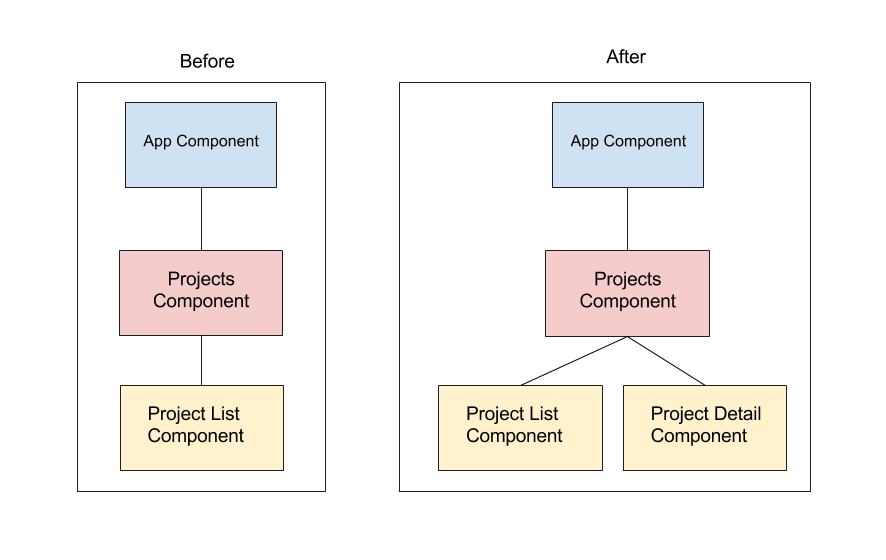 Before
App Component
Projects
Component
Project List
Component
After
App Component
Projects
Component
Project List
Component
Project Detail
Component